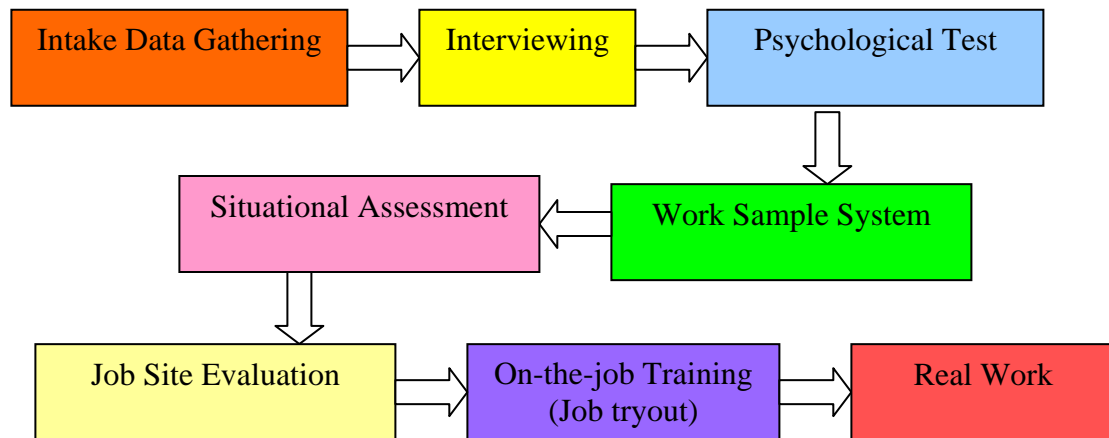 Intake Data Gathering
Interviewing
Psychological Test
Work Sample System
Situational Assessment
Job Site Evaluation
On-the-job Training
(Job tryout)
Real Work